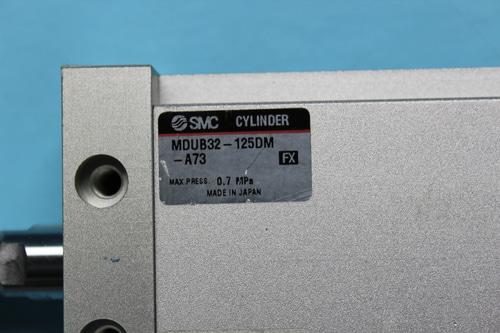 SMC CYLINDER
MDUB32-125DM
-A73
FX
MAX.PRESS. 0.7 MPa
MADE IN JAPAN